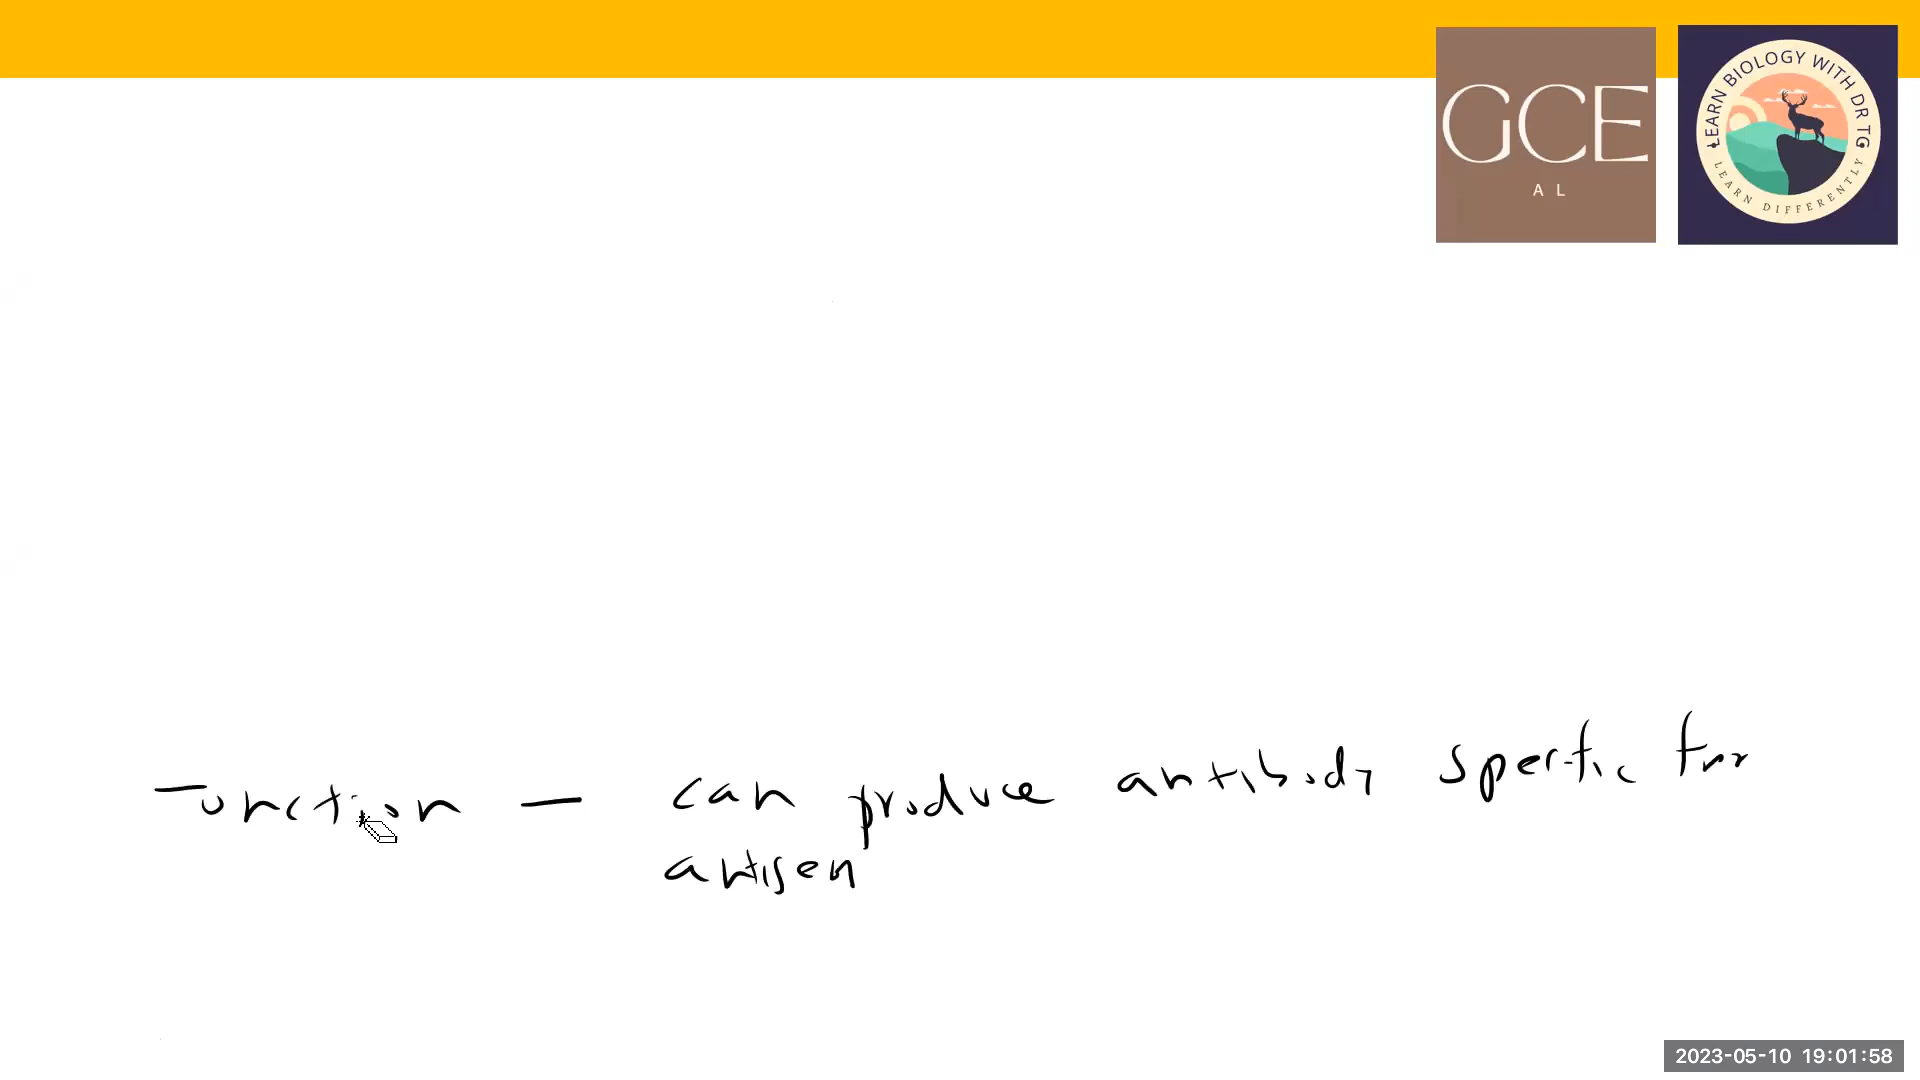 GCE
A L
LEARN BIOLOGY WITH DR TG
LEARN DIFFERENTLY
Function — can produce antibody specific for
antigen
2023-05-10 19:01:58